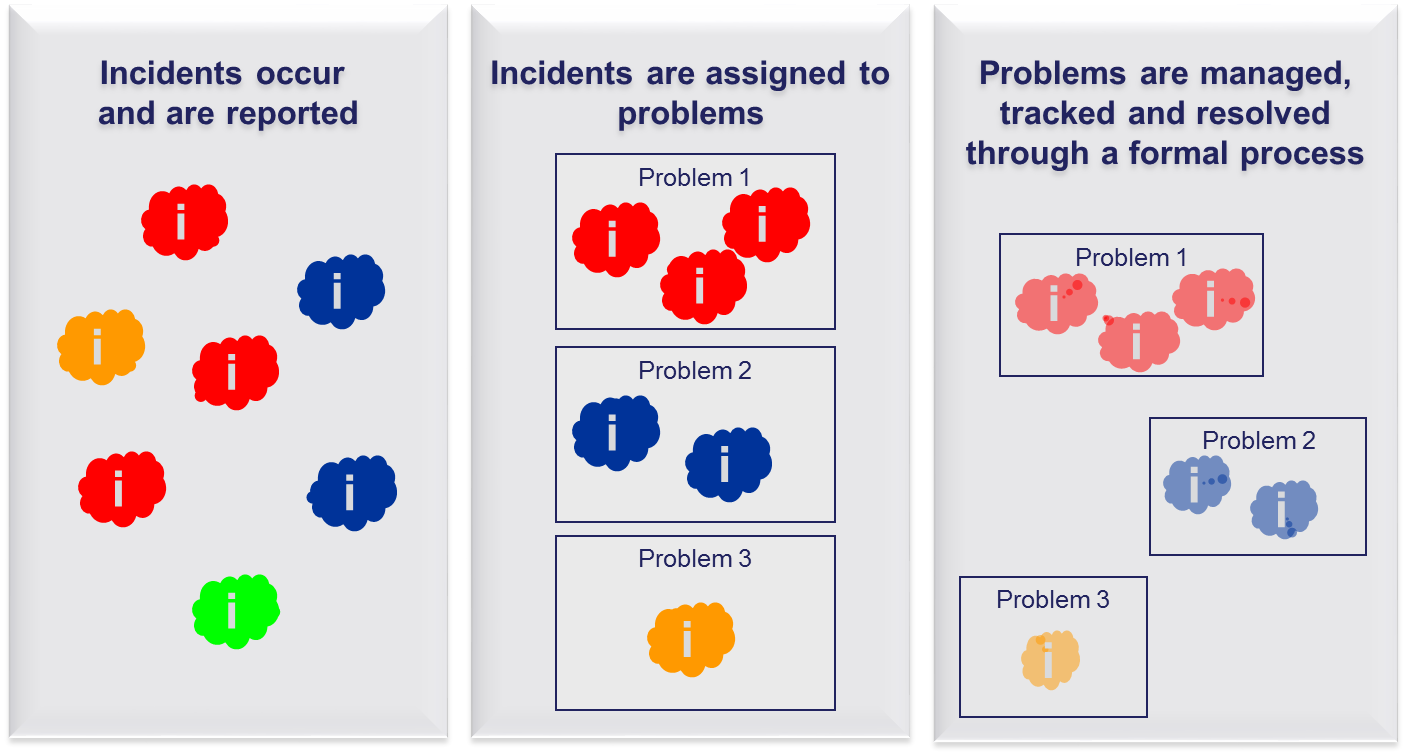 Incidents occur
and are reported
i
i
i
i
i
i
i
Incidents are assigned to
problems
Problem 1
i
i
i
Problem 2
i
i
Problem 3
i
Problems are managed,
tracked and resolved
through a formal process
Problem 1
i
i
i
Problem 2
i
i
Problem 3
i